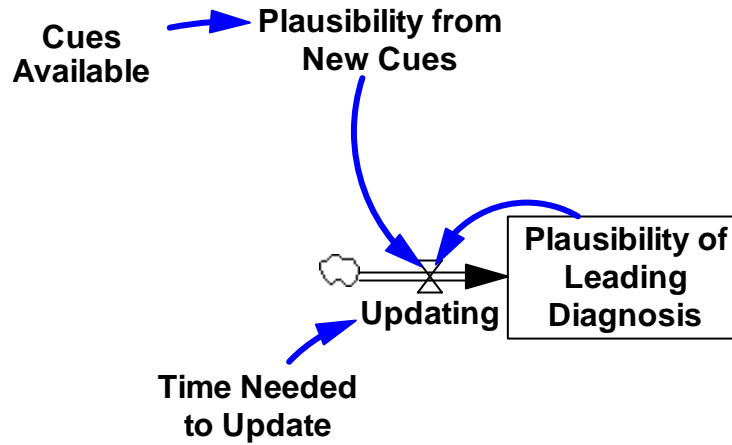 Cues
Available
Plausibility from
New Cues
Plausibility of
Leading
Diagnosis
Updating
Time Needed
to Update